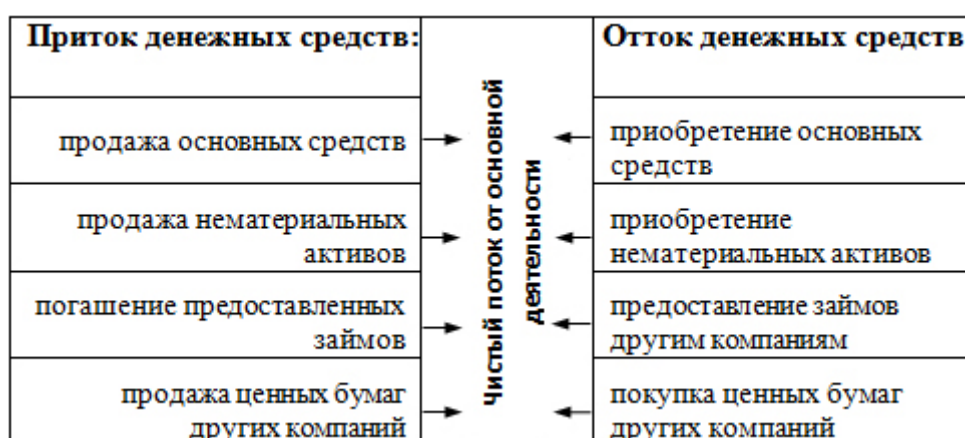 Приток денежных средств:
Отток денежных средств
продажа основных средств
приобретение основных
средств
продажа нематериальных
активов
приобретение
нематериальных активов
погашение предоставленных
займов
предоставление займов
другим компаниям
продажа ценных бумаг
других компаний
покупка ценных бумаг
других компаний
Чистый поток от основной
деятельности